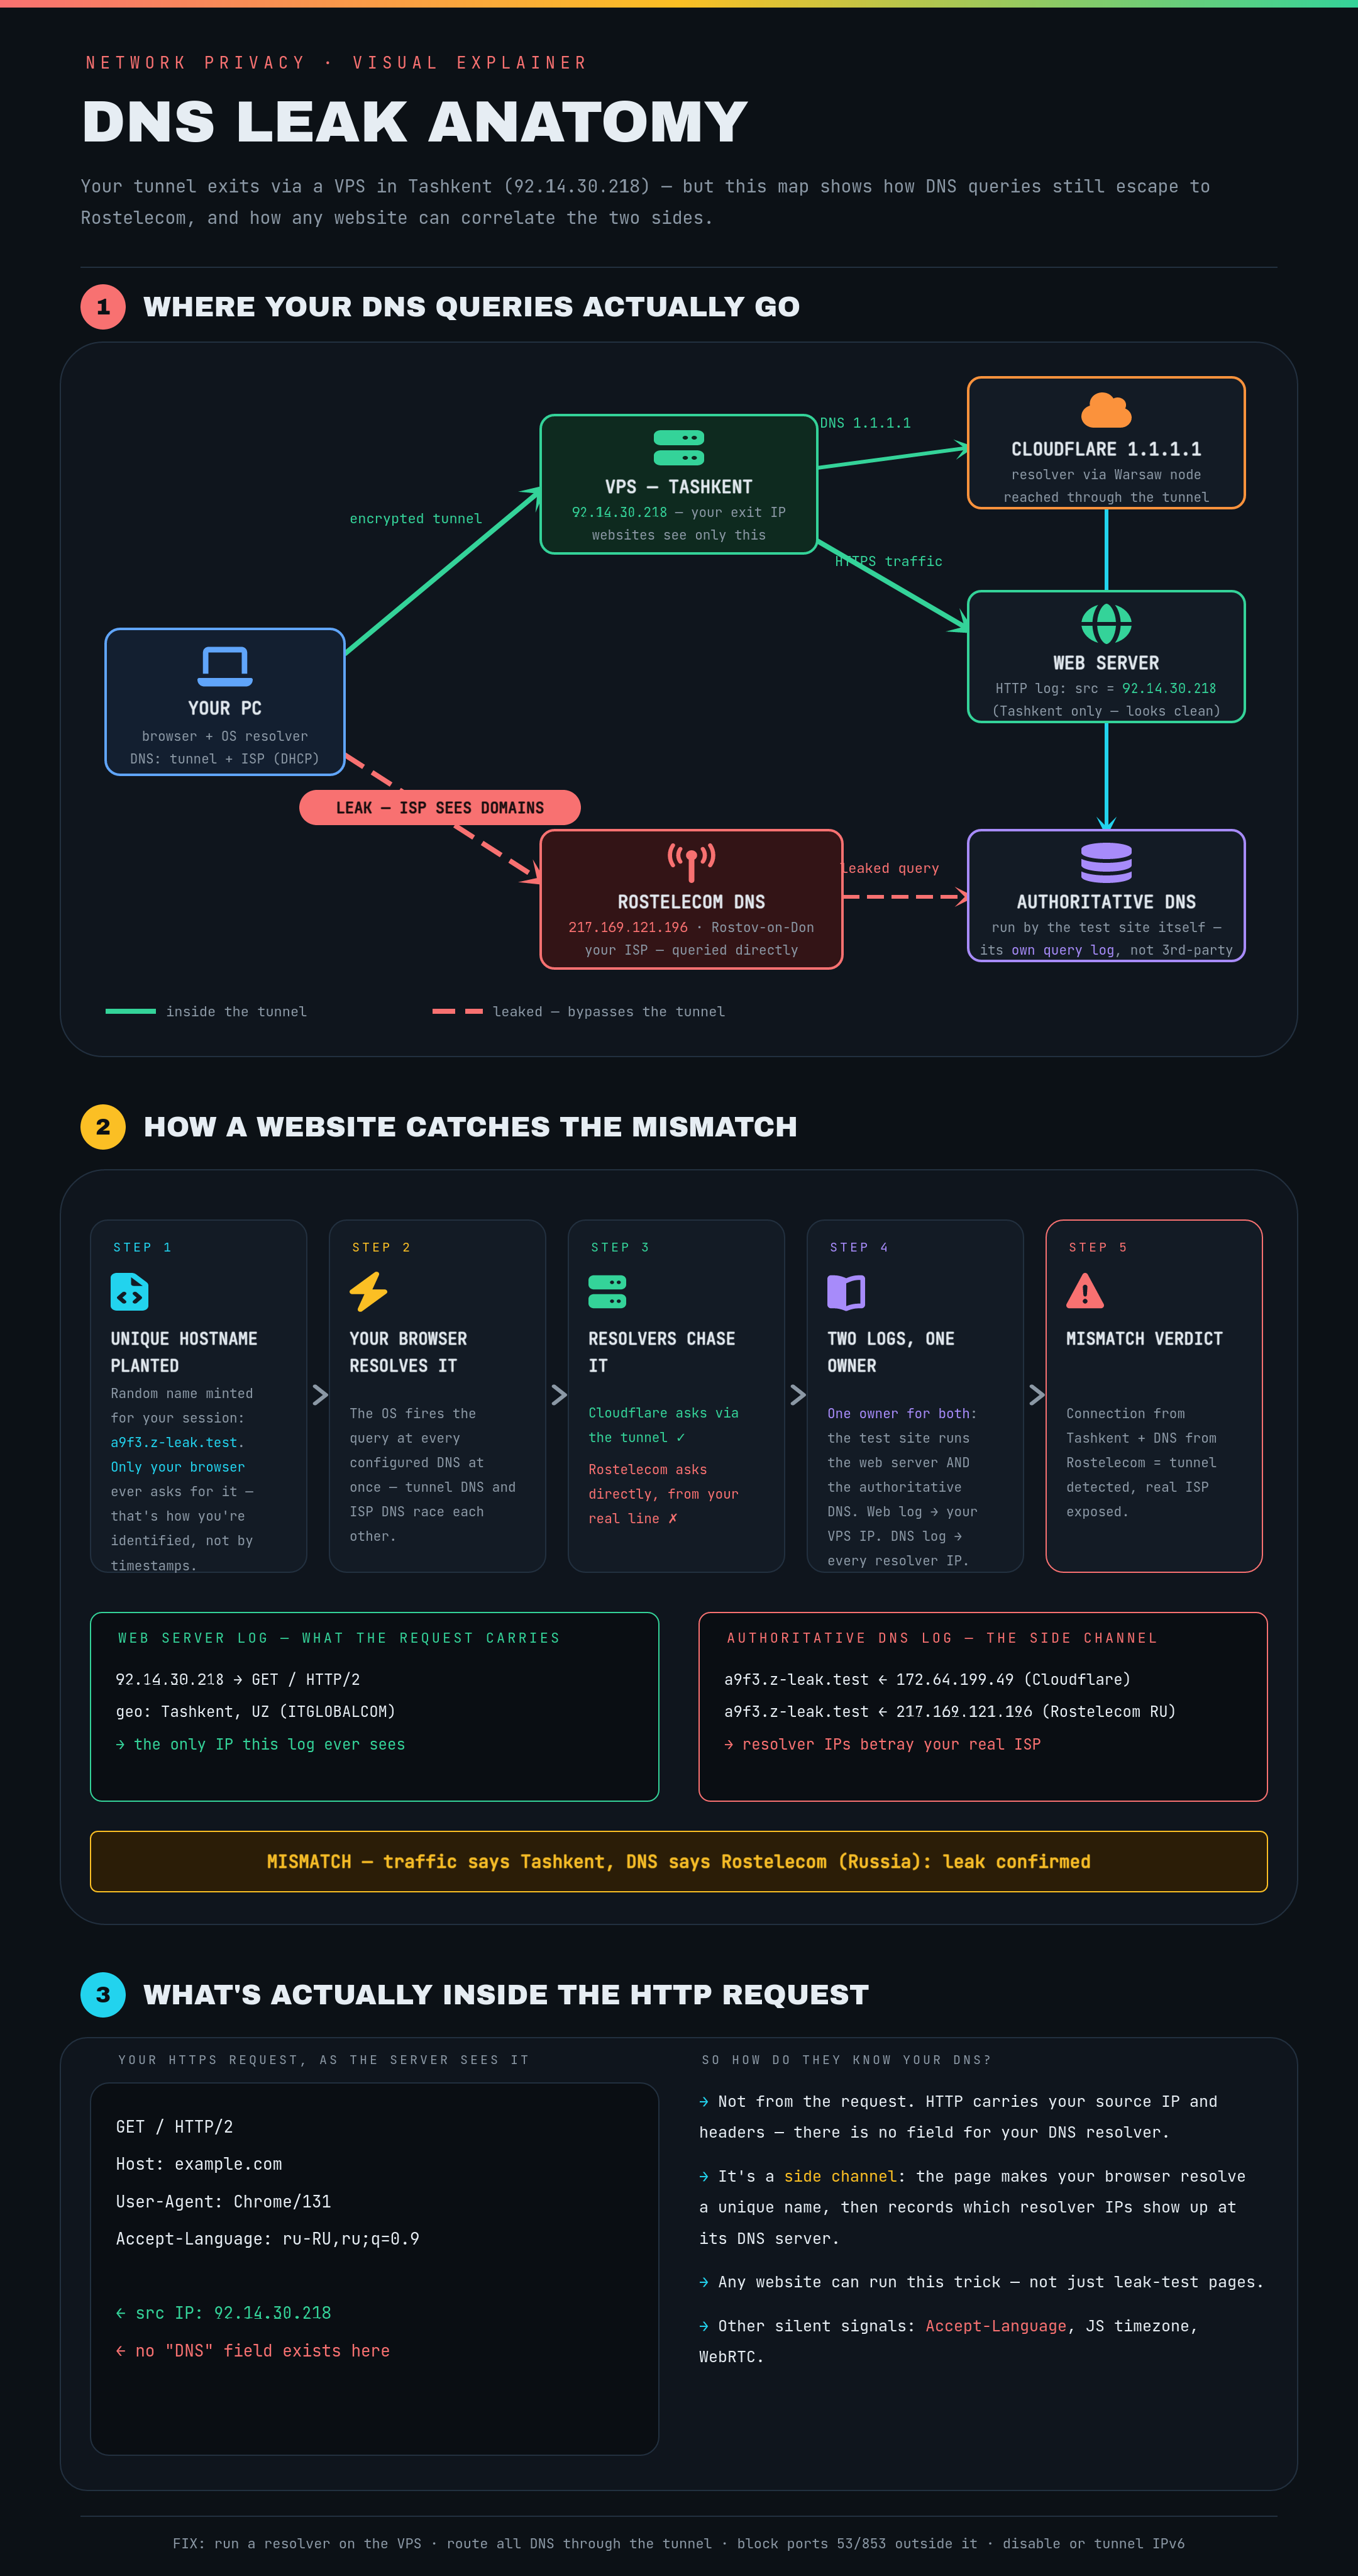 NETWORK PRIVACY · VISUAL EXPLAINER
DNS LEAK ANATOMY
Your tunnel exits via a VPS in Tashkent (92.14.30.218) — but this map shows how DNS queries still escape to
Rostelecom, and how any website can correlate the two sides.
1 WHERE YOUR DNS QUERIES ACTUALLY GO
CLOUDFLARE 1.1.1.1
resolver via Warsaw node
reached through the tunnel
DNS 1.1.1.1
VPS — TASHKENT
92.14.30.218 — your exit IP
websites see only this
encrypted tunnel
HTTPS traffic
WEB SERVER
HTTP log: src = 92.14.30.218
(Tashkent only — looks clean)
YOUR PC
browser + OS resolver
DNS: tunnel + ISP (DHCP)
LEAK — ISP SEES DOMAINS
ROSTELECOM DNS
217.169.121.196 · Rostov-on-Don
your ISP — queried directly
leaked query
AUTHORITATIVE DNS
run by the test site itself —
its own query log, not 3rd-party
inside the tunnel
leaked — bypasses the tunnel
2 HOW A WEBSITE CATCHES THE MISMATCH
STEP 1
UNIQUE HOSTNAME
PLANTED
Random name minted
for your session:
a9f3.z-leak.test.
Only your browser
ever asks for it —
that's how you're
identified, not by
timestamps.
STEP 2
YOUR BROWSER
RESOLVES IT
The OS fires the
query at every
configured DNS at
once — tunnel DNS and
ISP DNS race each
other.
STEP 3
RESOLVERS CHASE
IT
Cloudflare asks via
the tunnel ✓
Rostelecom asks
directly, from your
real line ✗
STEP 4
TWO LOGS, ONE
OWNER
One owner for both:
the test site runs
the web server AND
the authoritative
DNS. Web log → your
VPS IP. DNS log →
every resolver IP.
STEP 5
MISMATCH VERDICT
Connection from
Tashkent + DNS from
Rostelecom = tunnel
detected, real ISP
exposed.
WEB SERVER LOG — WHAT THE REQUEST CARRIES
92.14.30.218 → GET / HTTP/2
geo: Tashkent, UZ (ITGLOBALCOM)
→ the only IP this log ever sees
AUTHORITATIVE DNS LOG — THE SIDE CHANNEL
a9f3.z-leak.test ← 172.64.199.49 (Cloudflare)
a9f3.z-leak.test ← 217.169.121.196 (Rostelecom RU)
→ resolver IPs betray your real ISP
MISMATCH — traffic says Tashkent, DNS says Rostelecom (Russia): leak confirmed
3 WHAT'S ACTUALLY INSIDE THE HTTP REQUEST
YOUR HTTPS REQUEST, AS THE SERVER SEES IT
GET / HTTP/2
Host: example.com
User-Agent: Chrome/131
Accept-Language: ru-RU,ru;q=0.9
← src IP: 92.14.30.218
← no "DNS" field exists here
SO HOW DO THEY KNOW YOUR DNS?
→ Not from the request. HTTP carries your source IP and
headers — there is no field for your DNS resolver.
→ It's a side channel: the page makes your browser resolve
a unique name, then records which resolver IPs show up at
its DNS server.
→ Any website can run this trick — not just leak-test pages.
→ Other silent signals: Accept-Language, JS timezone,
WebRTC.
FIX: run a resolver on the VPS · route all DNS through the tunnel · block ports 53/853 outside it · disable or tunnel IPv6